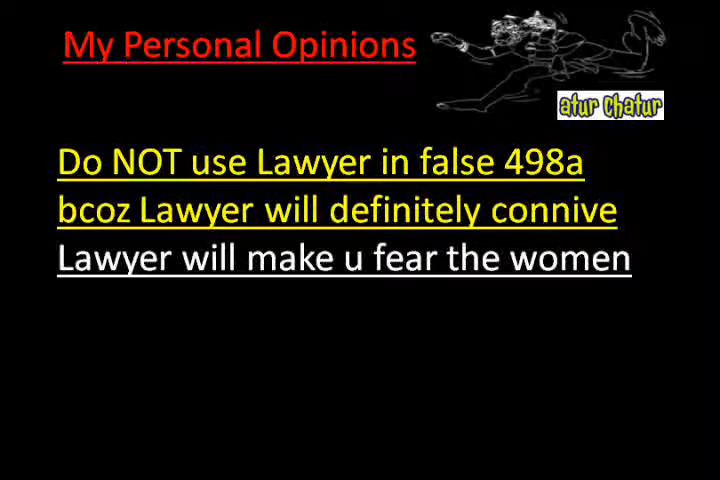 My Personal Opinions
atur chatur
Do NOT use Lawyer in false 498a
bcoz Lawyer will definitely connive
Lawyer will make u fear the women